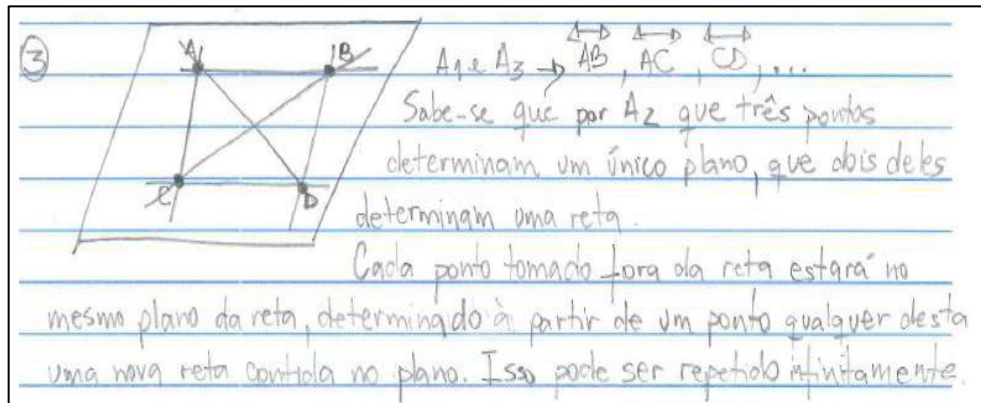 3
A B
C D
A₁ e A₃ → AB, AC, CD, ...
Sabe-se que por A₂ que três pontos
determinam um único plano, que dois deles
determinam uma reta.
Cada ponto tomado fora da reta estará no
mesmo plano da reta, determinado à partir de um ponto qualquer desta
uma nova reta contida no plano. Isso pode ser repetido infinitamente.